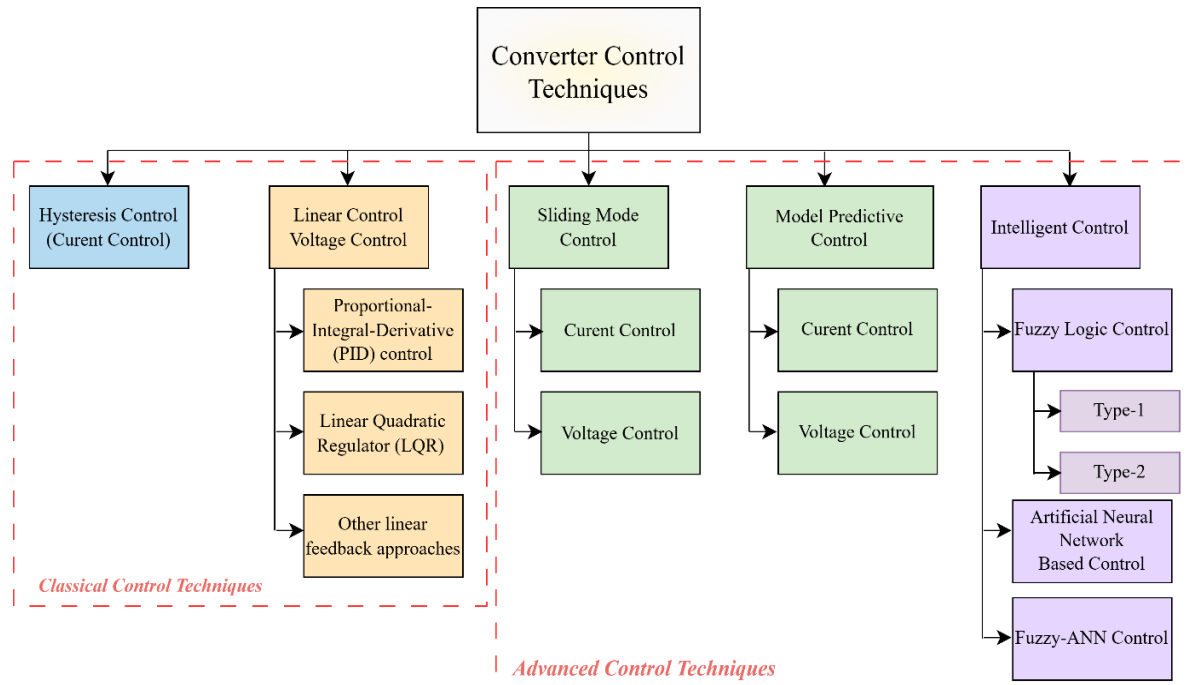 Converter Control
Techniques
Hysteresis Control
(Curent Control)
Linear Control
Voltage Control
Proportional-
Integral-Derivative
(PID) control
Linear Quadratic
Regulator (LQR)
Other linear
feedback approaches
Classical Control Techniques
Sliding Mode
Control
Curent Control
Voltage Control
Model Predictive
Control
Curent Control
Voltage Control
Intelligent Control
Fuzzy Logic Control
Type-1
Type-2
Artificial Neural
Network
Based Control
Fuzzy-ANN Control
Advanced Control Techniques